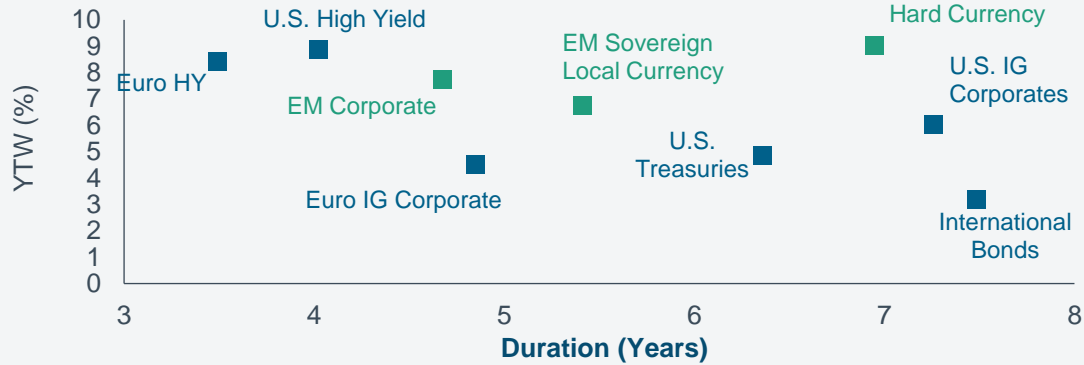 Hard Currency
U.S. High Yield
EM Sovereign
Local Currency
U.S. IG
Corporates
Euro HY
EM Corporate
U.S.
Treasuries
Euro IG Corporate
International
Bonds
YTW (%)
10
9
8
7
6
5
4
3
2
1
0
3
4
5
6
7
8
Duration (Years)